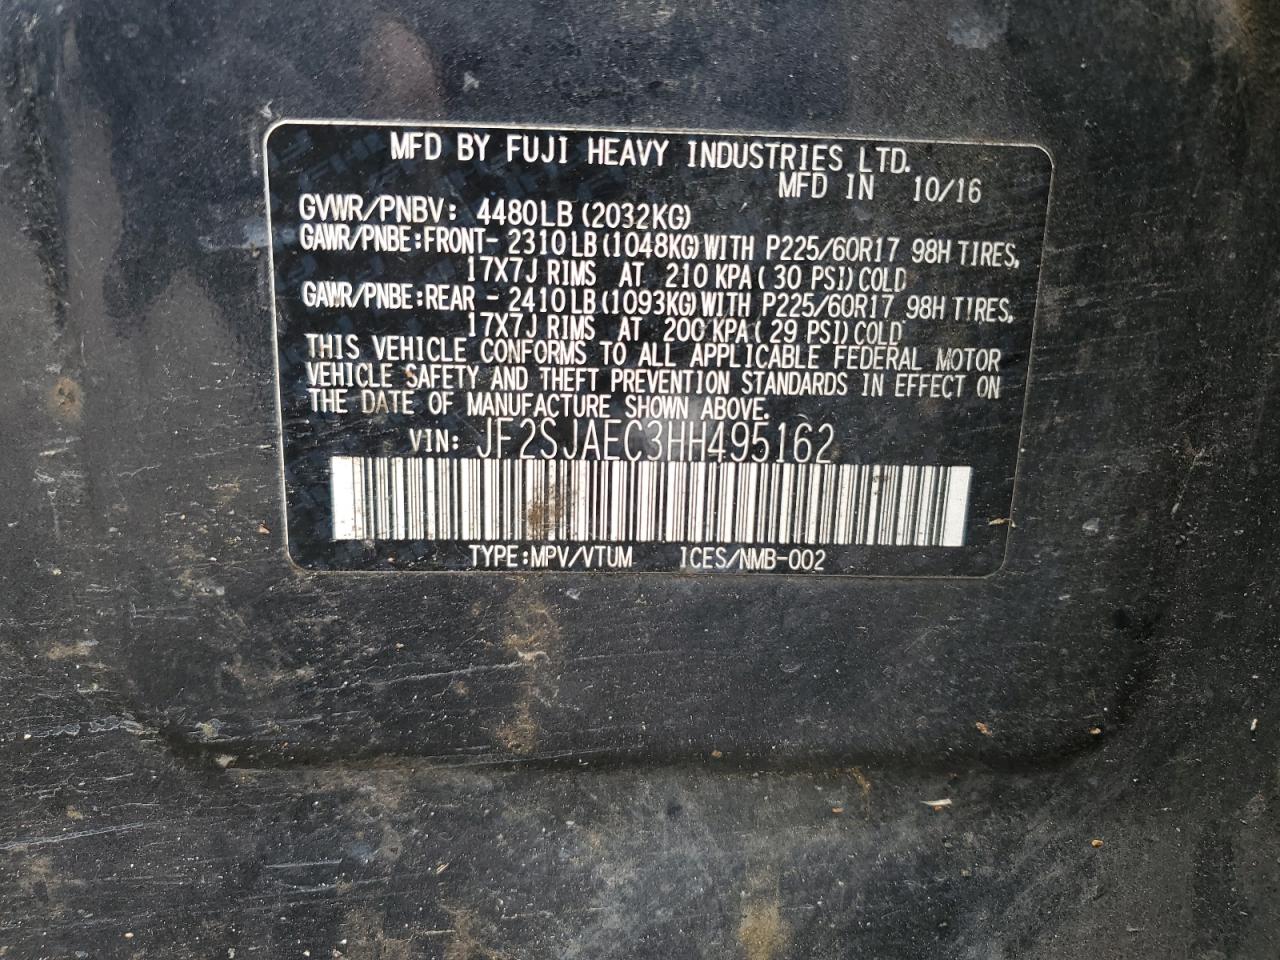 MFD BY FUJI HEAVY INDUSTRIES LTD.
MFD IN 10/16
GVWR/PNBV: 4480LB (2032KG)
GAWR/PNBE:FRONT- 2310LB (1048KG) WITH P225/60R17 98H TIRES,
17X7J RIMS AT 210 KPA ( 30 PSI) COLD
GAWR/PNBE:REAR - 2410LB (1093KG) WITH P225/60R17 98H TIRES,
17X7J RIMS AT 200 KPA ( 29 PSI) COLD
THIS VEHICLE CONFORMS TO ALL APPLICABLE FEDERAL MOTOR
VEHICLE SAFETY AND THEFT PREVENTION STANDARDS IN EFFECT ON
THE DATE OF MANUFACTURE SHOWN ABOVE.
VIN: JF2SJAEC3HH495162
TYPE:MPV/VTUM ICES/NMB-002